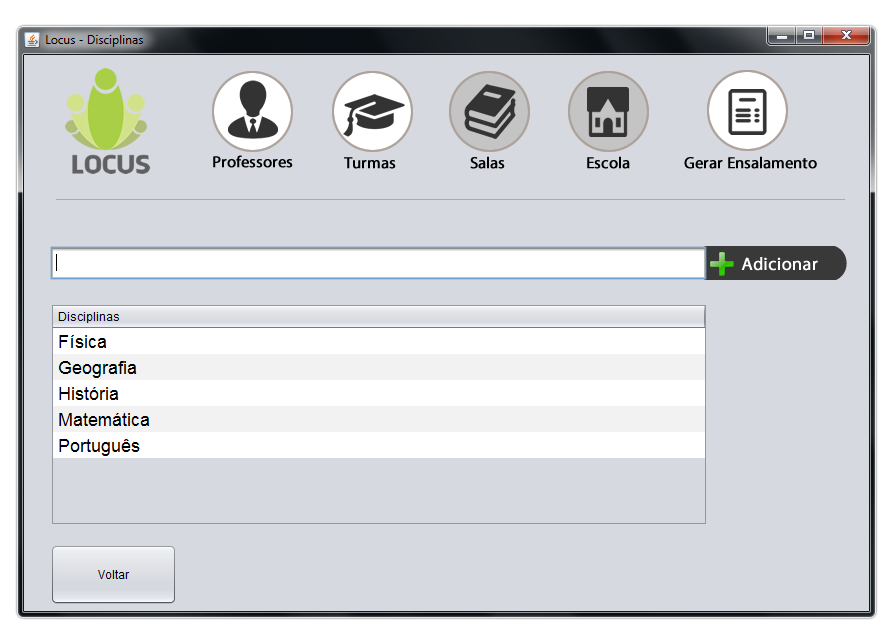 Locus - Disciplinas
LOCUS
Professores
Turmas
Salas
Escola
Gerar Ensalamento
Adicionar
Disciplinas
Física
Geografia
História
Matemática
Português
Voltar